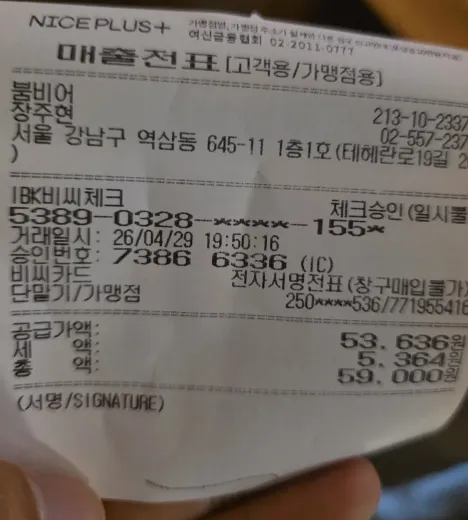 NICEPLUS+
여신금융협회 02-2011-0777
매출전표[고객용/가맹점용]
붐비어 213-10-2337
장주현 02-557-237
서울 강남구 역삼동 645-11 1층1호(테헤란로19길 2
)
IBK비씨체크 체크승인(일시불
5389-0328-****-155*
거래일시: 26/04/29 19:50:16
승인번호: 7386 6336 (IC)
비씨카드 전자서명전표(창구매입불가)
단말기/가맹점 250****536/771955416
공급가액: 53,636원
세 액: 5,364원
총 액: 59,000원
(서명/SIGNATURE)